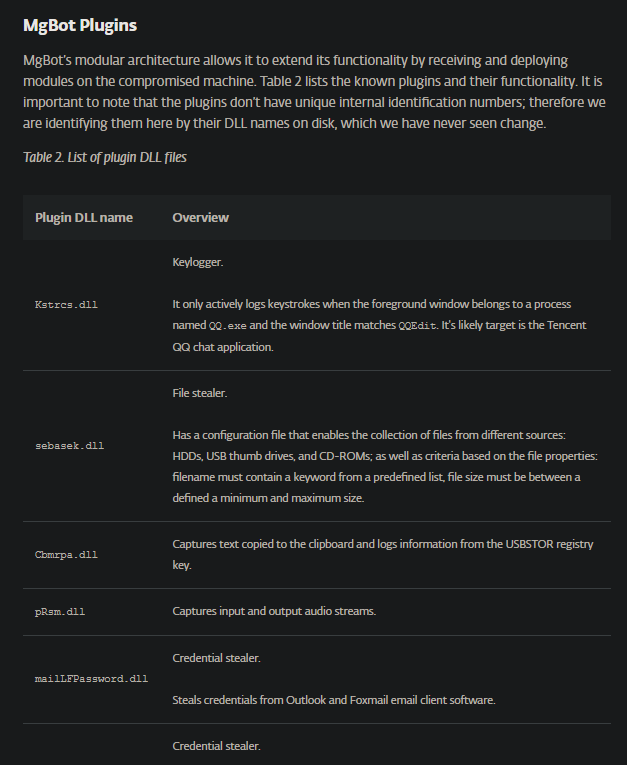 MgBot Plugins
MgBot's modular architecture allows it to extend its functionality by receiving and deploying
modules on the compromised machine. Table 2 lists the known plugins and their functionality. It is
important to note that the plugins don't have unique internal identification numbers; therefore we
are identifying them here by their DLL names on disk, which we have never seen change.
Table 2. List of plugin DLL files
Plugin DLL name Overview
Kstrcs.dll
Keylogger.
It only actively logs keystrokes when the foreground window belongs to a process
named QQ.exe and the window title matches QQEdit. It's likely target is the Tencent
QQ chat application.
sebasek.dll
File stealer.
Has a configuration file that enables the collection of files from different sources:
HDDs, USB thumb drives, and CD-ROMs; as well as criteria based on the file properties:
filename must contain a keyword from a predefined list, file size must be between a
defined a minimum and maximum size.
Cbmrpa.dll
Captures text copied to the clipboard and logs information from the USBSTOR registry
key.
pRsm.dll
Captures input and output audio streams.
mailLFPassword.dll
Credential stealer.
Steals credentials from Outlook and Foxmail email client software.
Credential stealer.